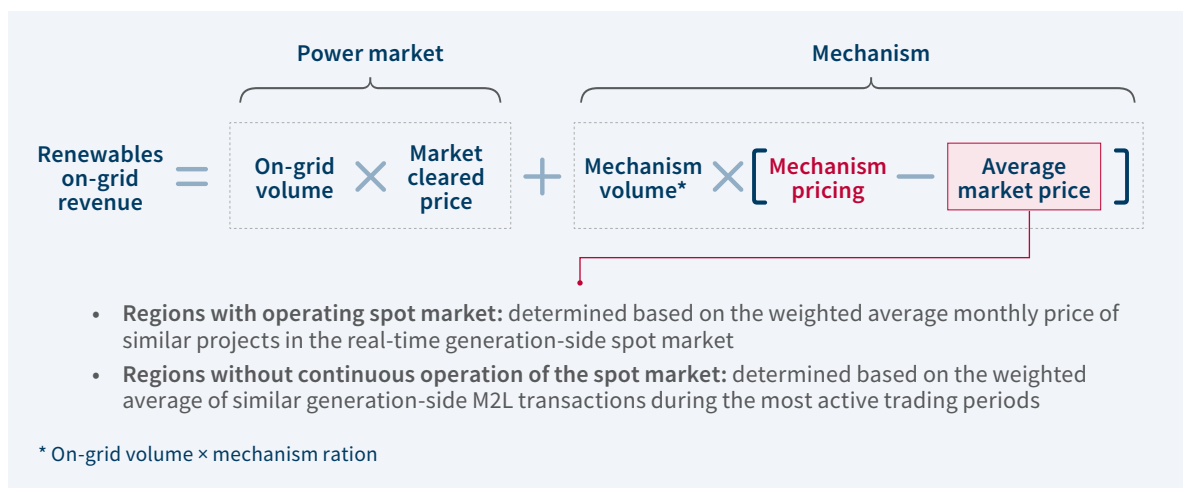 Power market
Mechanism
Renewables
on-grid
revenue
=
On-grid
volume
×
Market
cleared
price
+
Mechanism
volume*
×
[
Mechanism
pricing
—
Average
market price
]
• Regions with operating spot market: determined based on the weighted average monthly price of
similar projects in the real-time generation-side spot market
• Regions without continuous operation of the spot market: determined based on the weighted
average of similar generation-side M2L transactions during the most active trading periods
* On-grid volume × mechanism ration